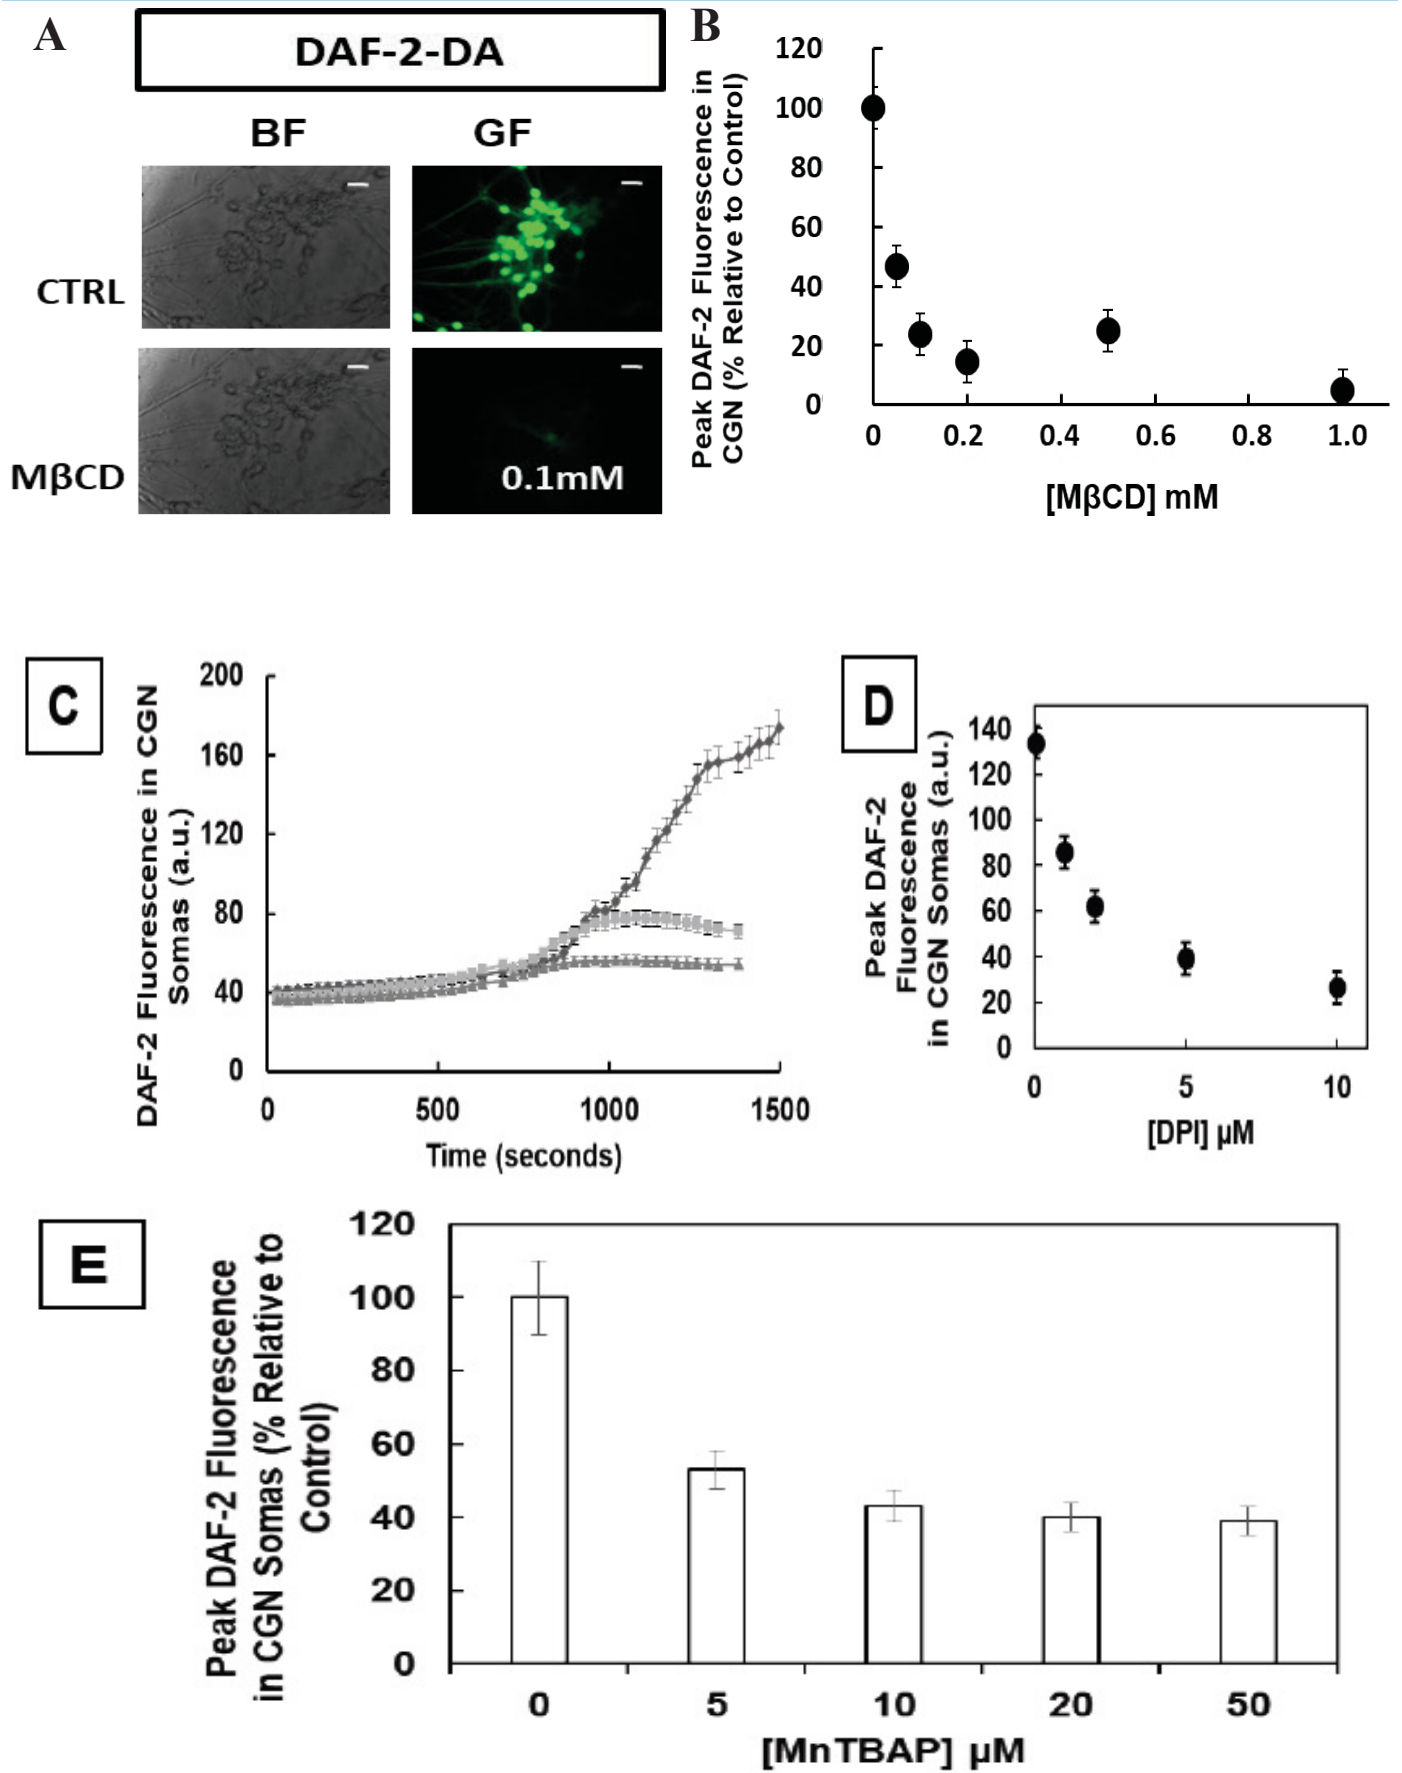 A
DAF-2-DA
BF
GF
CTRL
MβCD
0.1mM
B
Peak DAF-2 Fluorescence in
CGN (% Relative to Control)
120
100
80
60
40
20
0
0 0.2 0.4 0.6 0.8 1.0
[MβCD] mM
C
DAF-2 Fluorescence in CGN
Somas (a.u.)
200
160
120
80
40
0
0 500 1000 1500
Time (seconds)
D
Peak DAF-2
Fluorescence
in CGN Somas (a.u.)
140
120
100
80
60
40
20
0
0 5 10
[DPI] µM
E
Peak DAF-2 Fluorescence
in CGN Somas (% Relative to
Control)
120
100
80
60
40
20
0
0 5 10 20 50
[MnTBAP] µM